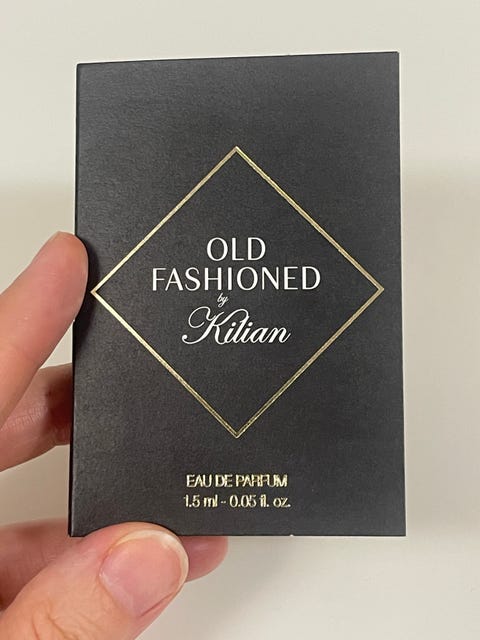 OLD
FASHIONED
by
Kilian
EAU DE PARFUM
1.5 ml - 0.05 fl. oz.